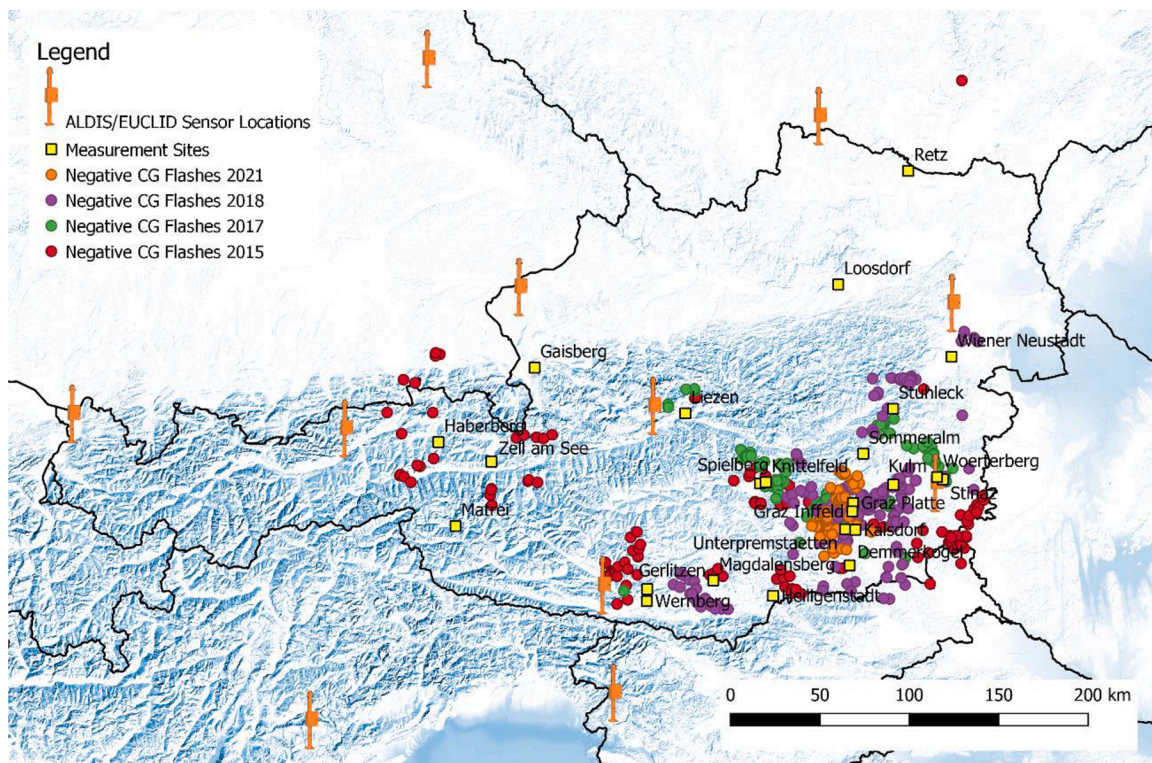 Legend
ALDIS/EUCLID Sensor Locations
Measurement Sites
Negative CG Flashes 2021
Negative CG Flashes 2018
Negative CG Flashes 2017
Negative CG Flashes 2015
Retz
Loosdorf
Wiener Neustadt
Gaisberg
Liezen
Stuhleck
Haberberg
Sommeralm
Zell am See
Spielberg Knittelfeld Kulm Woerterberg
Stinaz
Matrei
Graz Inffeld Graz Platte
Kalsdorf
Unterpremstaetten
Demmerkogel
Gerlitzen Magdalensberg
Wernberg Heiligenstadt
0 50 100 150 200 km